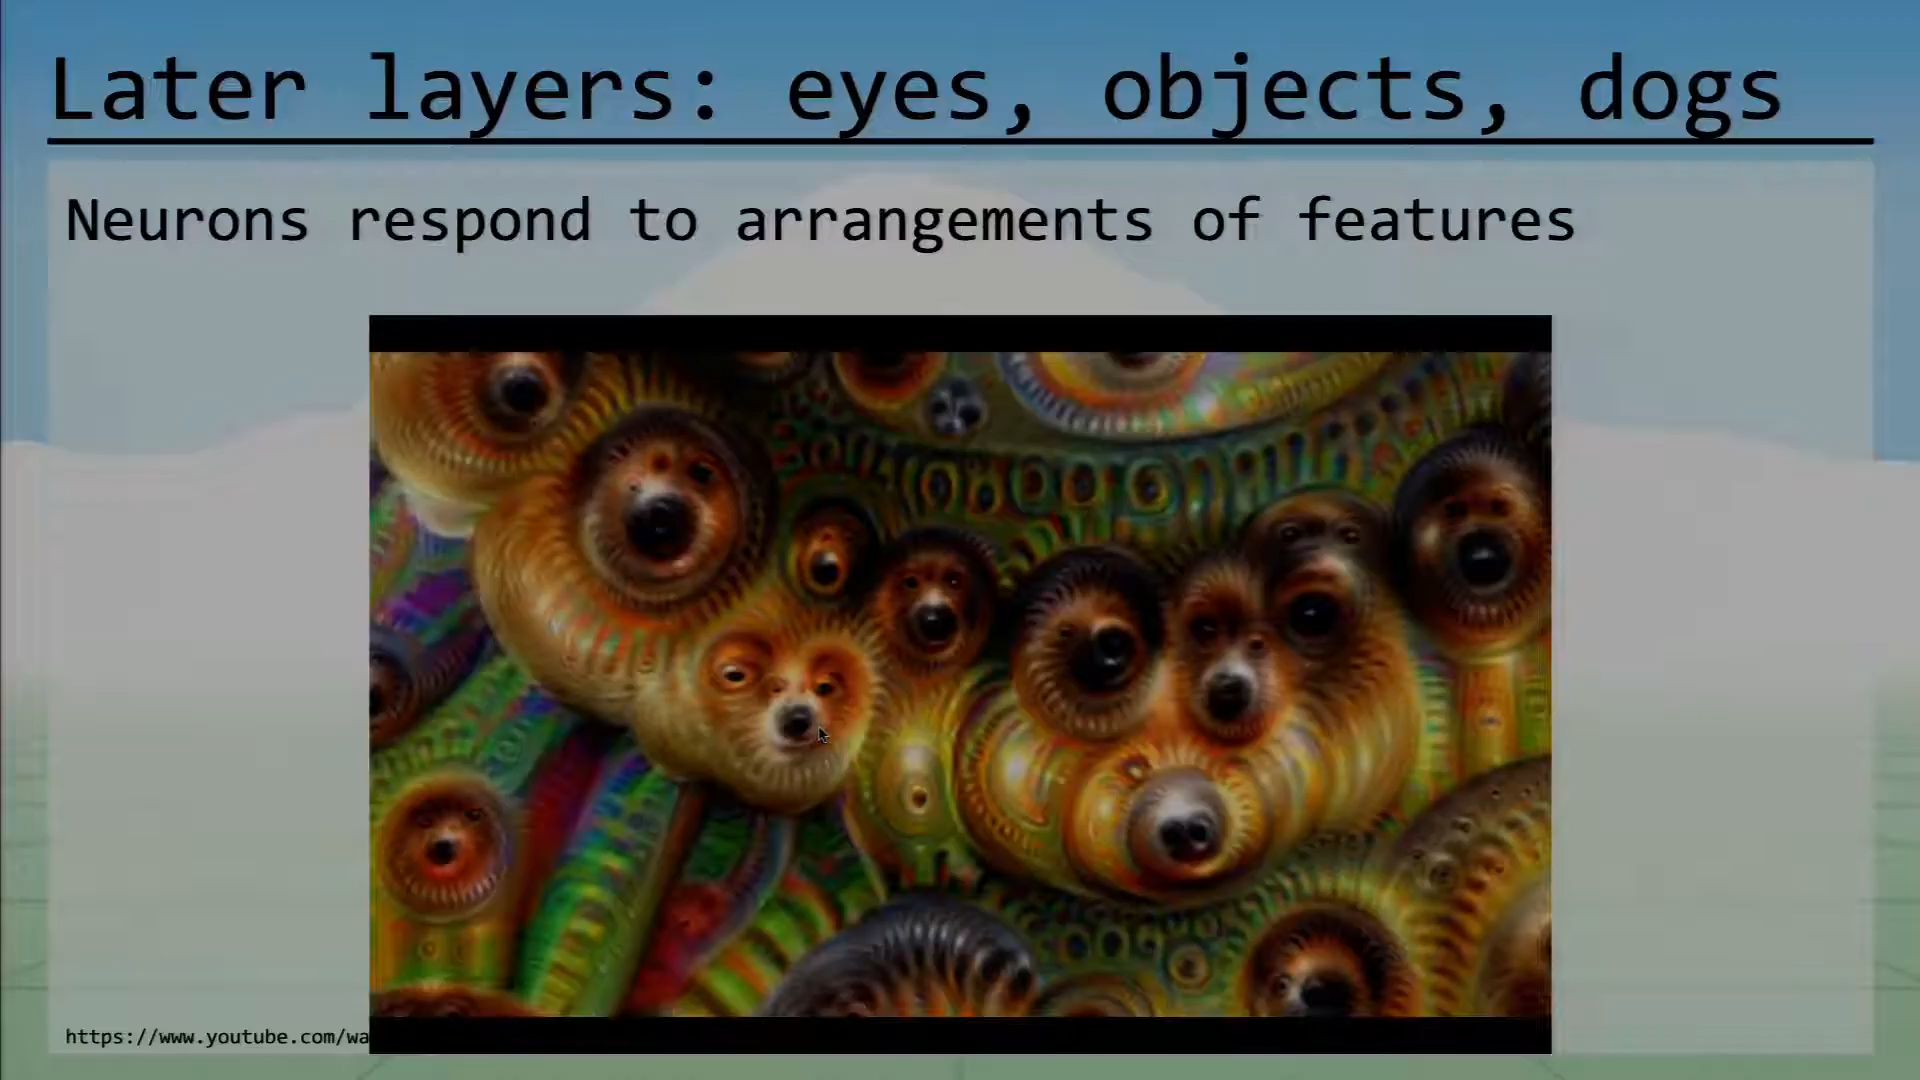 Later layers: eyes, objects, dogs
Neurons respond to arrangements of features
https://www.youtube.com/wa